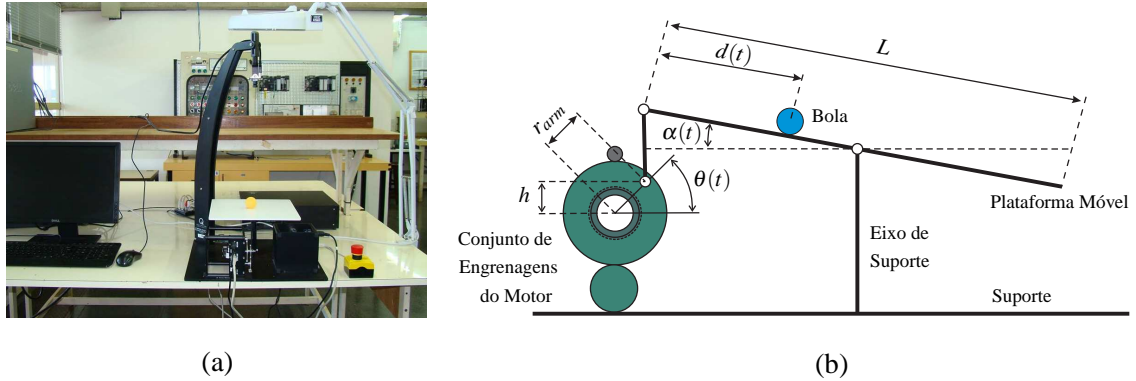 L
d(t)
Bola
r_arm
α(t)
θ(t)
h
Plataforma Móvel
Conjunto de
Engrenagens
do Motor
Eixo de
Suporte
Suporte
(a)
(b)